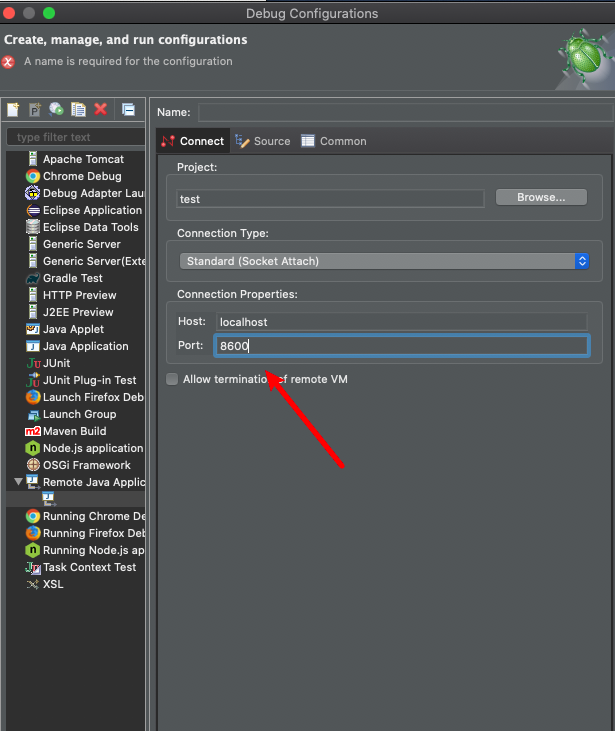 Debug Configurations
Create, manage, and run configurations
A name is required for the configuration
type filter text
Apache Tomcat
Chrome Debug
Debug Adapter Lau
Eclipse Application
Eclipse Data Tools
Generic Server
Generic Server(Exte
Gradle Test
HTTP Preview
J2EE Preview
Java Applet
Java Application
JUnit
JUnit Plug-in Test
Launch Firefox Deb
Launch Group
m2 Maven Build
Node.js application
OSGi Framework
Remote Java Applic
Running Chrome De
Running Firefox Deb
Running Node.js ap
Task Context Test
XSL
Name:
Connect Source Common
Project:
test Browse...
Connection Type:
Standard (Socket Attach)
Connection Properties:
Host: localhost
Port: 8600
Allow termination of remote VM